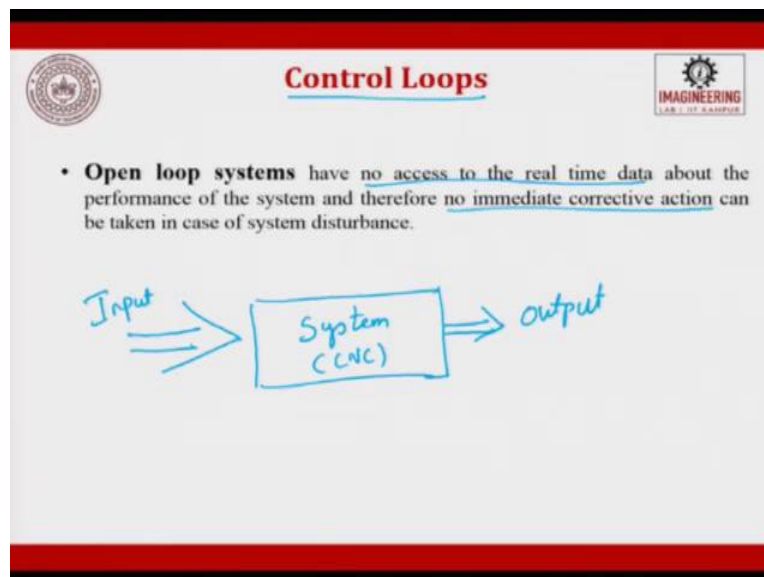 Control Loops
IMAGINEERING
LAB I IIT KANPUR
• Open loop systems have no access to the real time data about the
performance of the system and therefore no immediate corrective action can
be taken in case of system disturbance.
Input
System
(CNC)
output